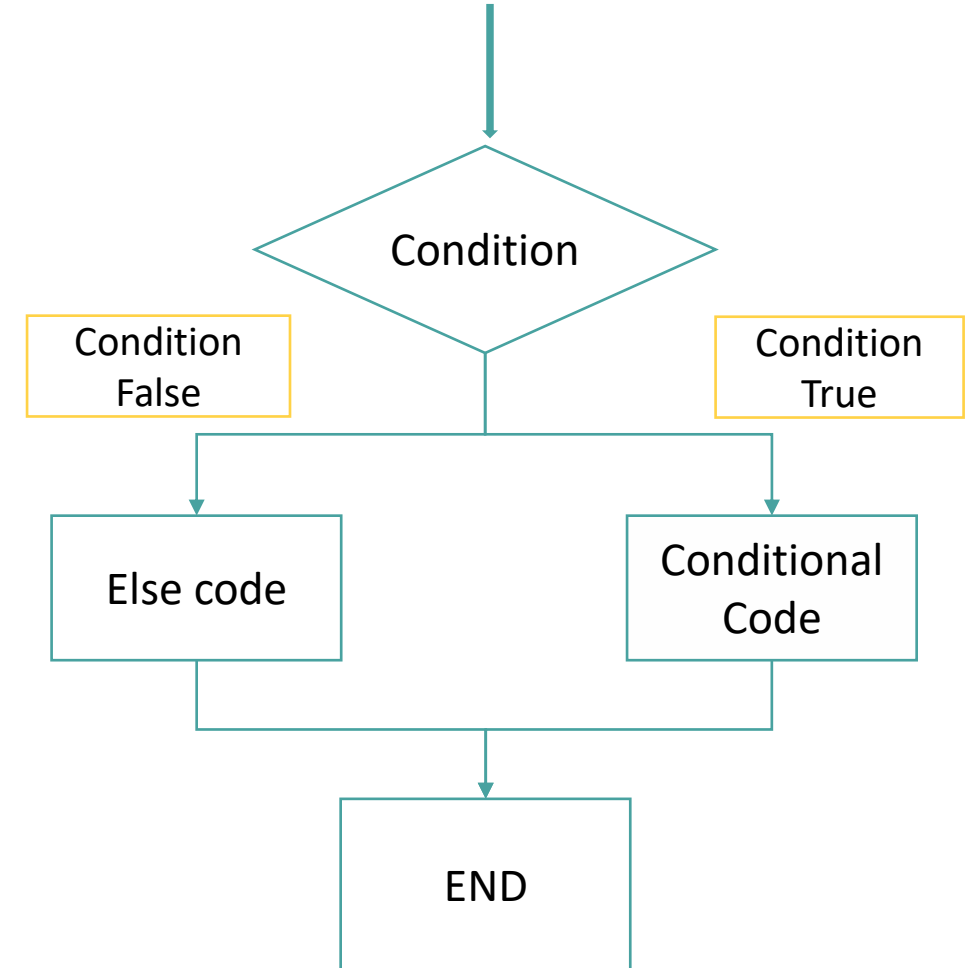 Condition
Condition
False
Condition
True
Else code
Conditional
Code
END